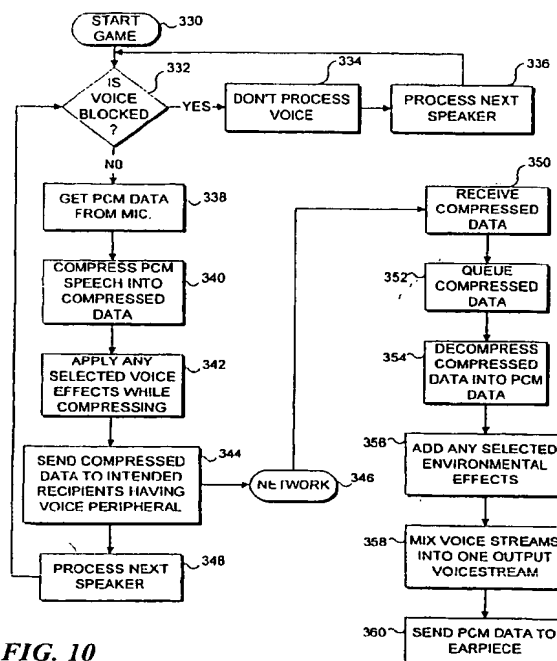 START
GAME
330
332
IS
VOICE
BLOCKED
?
YES
NO
334
DON'T PROCESS
VOICE
336
PROCESS NEXT
SPEAKER
338
GET PCM DATA
FROM MIC.
340
COMPRESS PCM
SPEECH INTO
COMPRESSED
DATA
342
APPLY ANY
SELECTED VOICE
EFFECTS WHILE
COMPRESSING
344
SEND COMPRESSED
DATA TO INTENDED
RECIPIENTS HAVING
VOICE PERIPHERAL
NETWORK
346
348
PROCESS NEXT
SPEAKER
350
RECEIVE
COMPRESSED
DATA
352
QUEUE
COMPRESSED
DATA
354
DECOMPRESS
COMPRESSED
DATA INTO PCM
DATA
356
ADD ANY SELECTED
ENVIRONMENTAL
EFFECTS
358
MIX VOICE STREAMS
INTO ONE OUTPUT
VOICESTREAM
360
SEND PCM DATA TO
EARPIECE
FIG. 10